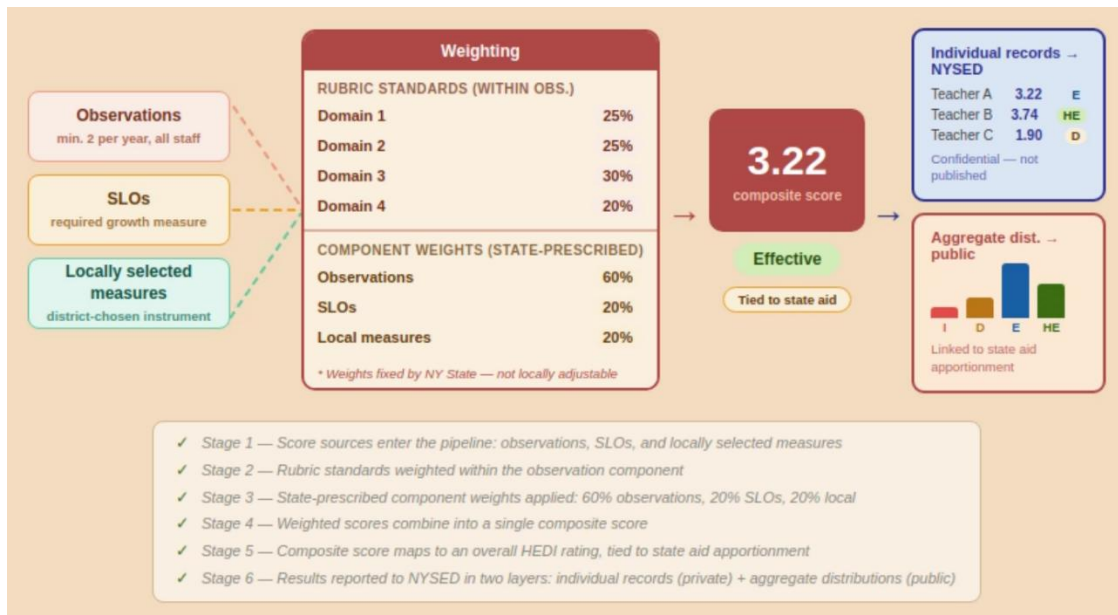 Observations
min. 2 per year, all staff
SLOs
required growth measure
Locally selected
measures
district-chosen instrument
Weighting
RUBRIC STANDARDS (WITHIN OBS.)
Domain 1 25%
Domain 2 25%
Domain 3 30%
Domain 4 20%
COMPONENT WEIGHTS (STATE-PRESCRIBED)
Observations 60%
SLOs 20%
Local measures 20%
* Weights fixed by NY State — not locally adjustable
→
3.22
composite score
Effective
Tied to state aid
→
Individual records →
NYSED
Teacher A 3.22 E
Teacher B 3.74 HE
Teacher C 1.90 D
Confidential — not
published
Aggregate dist. →
public
I D E HE
Linked to state aid
apportionment
✓ Stage 1 — Score sources enter the pipeline: observations, SLOs, and locally selected measures
✓ Stage 2 — Rubric standards weighted within the observation component
✓ Stage 3 — State-prescribed component weights applied: 60% observations, 20% SLOs, 20% local
✓ Stage 4 — Weighted scores combine into a single composite score
✓ Stage 5 — Composite score maps to an overall HEDI rating, tied to state aid apportionment
✓ Stage 6 — Results reported to NYSED in two layers: individual records (private) + aggregate distributions (public)